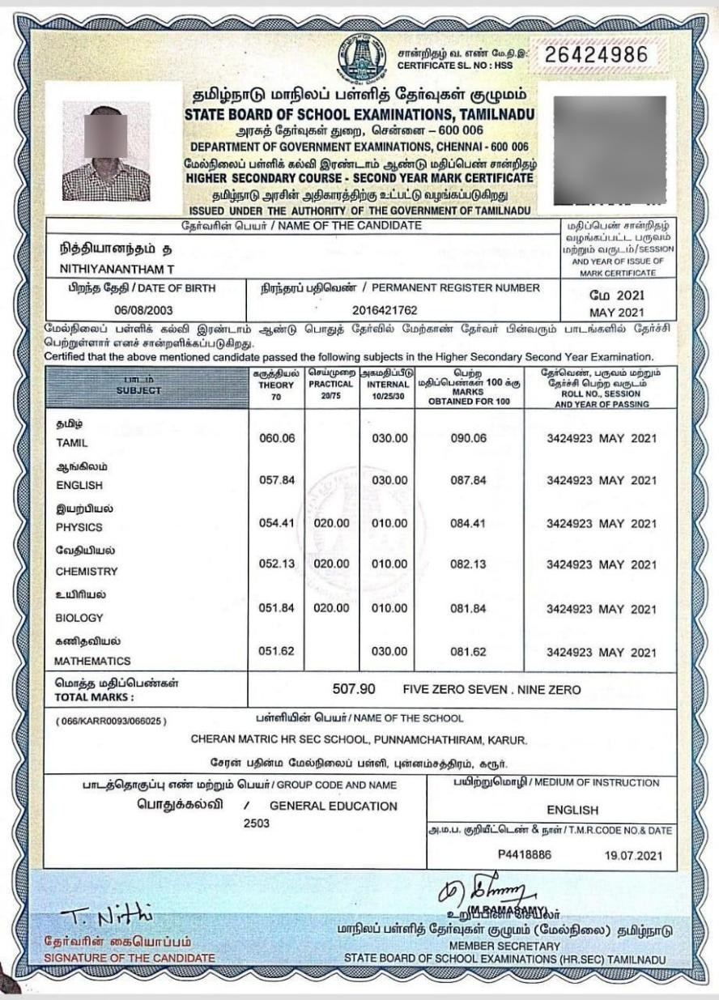 சான்றிதழ் வ. எண் மே.நி.இ:
CERTIFICATE SL. NO : HSS
26424986
தமிழ்நாடு மாநிலப் பள்ளித் தேர்வுகள் குழுமம்
STATE BOARD OF SCHOOL EXAMINATIONS, TAMILNADU
அரசுத் தேர்வுகள் துறை, சென்னை – 600 006
DEPARTMENT OF GOVERNMENT EXAMINATIONS, CHENNAI - 600 006
மேல்நிலைப் பள்ளிக் கல்வி இரண்டாம் ஆண்டு மதிப்பெண் சான்றிதழ்
HIGHER SECONDARY COURSE - SECOND YEAR MARK CERTIFICATE
தமிழ்நாடு அரசின் அதிகாரத்திற்கு உட்பட்டு வழங்கப்படுகிறது
ISSUED UNDER THE AUTHORITY OF THE GOVERNMENT OF TAMILNADU
தேர்வரின் பெயர் / NAME OF THE CANDIDATE
நித்தியானந்தம் த
NITHIYANANTHAM T
மதிப்பெண் சான்றிதழ்
வழங்கப்பட்ட பருவம்
மற்றும் வருடம்/SESSION
AND YEAR OF ISSUE OF
MARK CERTIFICATE
மே 2021
MAY 2021
பிறந்த தேதி / DATE OF BIRTH
06/08/2003
நிரந்தரப் பதிவெண் / PERMANENT REGISTER NUMBER
2016421762
மேல்நிலைப் பள்ளிக் கல்வி இரண்டாம் ஆண்டு பொதுத் தேர்வில் மேற்காண் தேர்வர் பின்வரும் பாடங்களில் தேர்ச்சி
பெற்றுள்ளார் எனச் சான்றளிக்கப்படுகிறது.
Certified that the above mentioned candidate passed the following subjects in the Higher Secondary Second Year Examination.
பாடம்
SUBJECT
கருத்தியல்
THEORY
70
செய்முறை
PRACTICAL
20/75
அகமதிப்பீடு
INTERNAL
10/25/30
பெற்ற
மதிப்பெண்கள் 100 க்கு
MARKS
OBTAINED FOR 100
தேர்வெண், பருவம் மற்றும்
தேர்ச்சி பெற்ற வருடம்
ROLL NO., SESSION
AND YEAR OF PASSING
தமிழ்
TAMIL 060.06 030.00 090.06 3424923 MAY 2021
ஆங்கிலம்
ENGLISH 057.84 030.00 087.84 3424923 MAY 2021
இயற்பியல்
PHYSICS 054.41 020.00 010.00 084.41 3424923 MAY 2021
வேதியியல்
CHEMISTRY 052.13 020.00 010.00 082.13 3424923 MAY 2021
உயிரியல்
BIOLOGY 051.84 020.00 010.00 081.84 3424923 MAY 2021
கணிதவியல்
MATHEMATICS 051.62 030.00 081.62 3424923 MAY 2021
மொத்த மதிப்பெண்கள்
TOTAL MARKS : 507.90 FIVE ZERO SEVEN . NINE ZERO
( 066/KARR0093/066025 ) பள்ளியின் பெயர்/ NAME OF THE SCHOOL
CHERAN MATRIC HR SEC SCHOOL, PUNNAMCHATHIRAM, KARUR.
சேரன் பதின்ம மேல்நிலைப் பள்ளி, புன்னம்சத்திரம், கரூர்.
பாடத்தொகுப்பு எண் மற்றும் பெயர்/ GROUP CODE AND NAME
பொதுக்கல்வி / GENERAL EDUCATION
2503
பயிற்றுமொழி / MEDIUM OF INSTRUCTION
ENGLISH
அ.ம.ப. குறியீட்டெண் & நாள் / T.M.R.CODE NO.& DATE
P4418886 19.07.2021
T. Nithi
தேர்வரின் கையொப்பம்
SIGNATURE OF THE CANDIDATE
(M.RAMASAMY)
உறுப்பினர் செயலர்
மாநிலப் பள்ளித் தேர்வுகள் குழுமம் (மேல்நிலை) தமிழ்நாடு
MEMBER SECRETARY
STATE BOARD OF SCHOOL EXAMINATIONS (HR.SEC) TAMILNADU